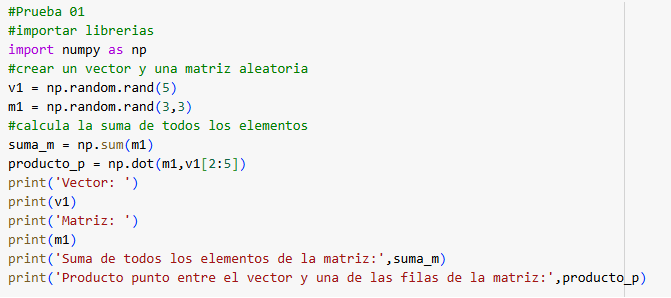 #Prueba 01
#importar librerias
import numpy as np
#crear un vector y una matriz aleatoria
v1 = np.random.rand(5)
m1 = np.random.rand(3,3)
#calcula la suma de todos los elementos
suma_m = np.sum(m1)
producto_p = np.dot(m1,v1[2:5])
print('Vector: ')
print(v1)
print('Matriz: ')
print(m1)
print('Suma de todos los elementos de la matriz:',suma_m)
print('Producto punto entre el vector y una de las filas de la matriz:',producto_p)